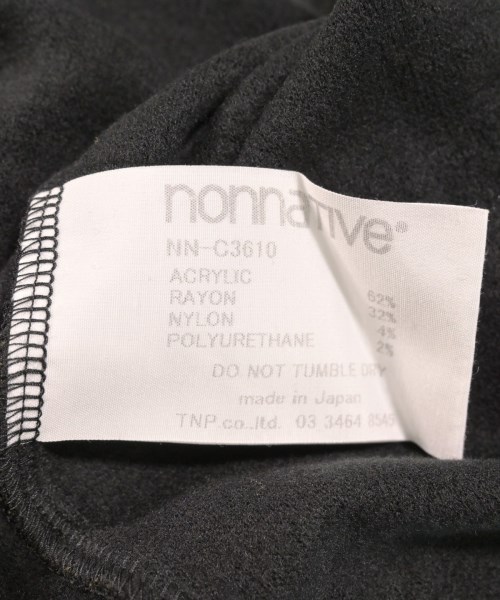 nonnative®
NN-C3610
ACRYLIC 62%
RAYON 32%
NYLON 4%
POLYURETHANE 2%
DO NOT TUMBLE DRY
made in Japan
TNP.co.,ltd. 03 3464 8545